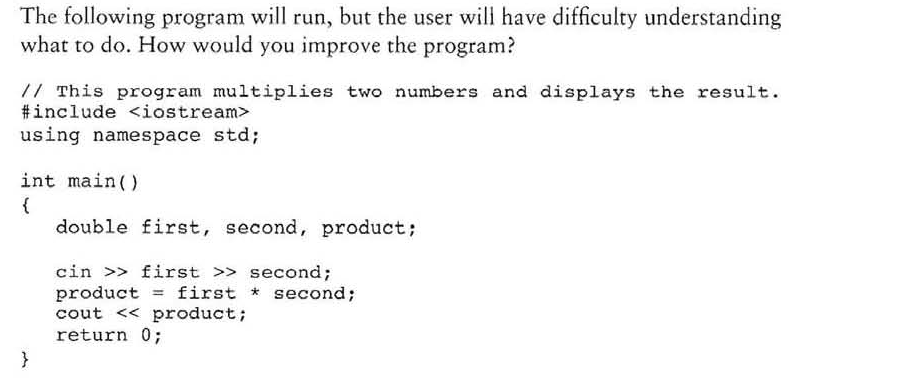 The following program will run, but the user will have difficulty understanding
what to do. How would you improve the program?
// This program multiplies two numbers and displays the result.
#include <iostream>
using namespace std;
int main()
{
double first, second, product;
cin >> first >> second;
product = first * second;
cout << product;
return 0;
}